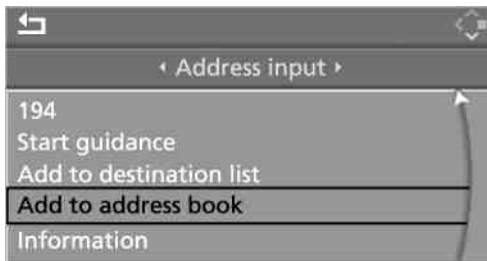 Address input
194
Start guidance
Add to destination list
Add to address book
Information